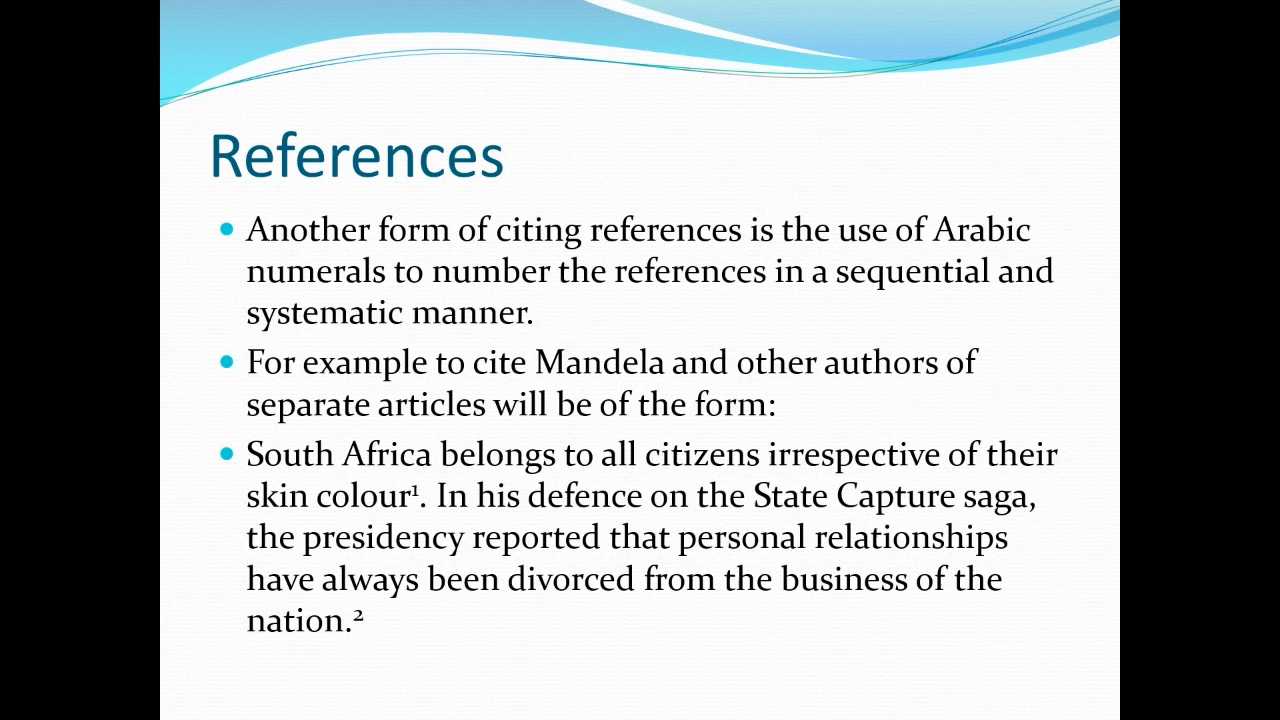 References
Another form of citing references is the use of Arabic
numerals to number the references in a sequential and
systematic manner.
For example to cite Mandela and other authors of
separate articles will be of the form:
South Africa belongs to all citizens irrespective of their
skin colour¹. In his defence on the State Capture saga,
the presidency reported that personal relationships
have always been divorced from the business of the
nation.²